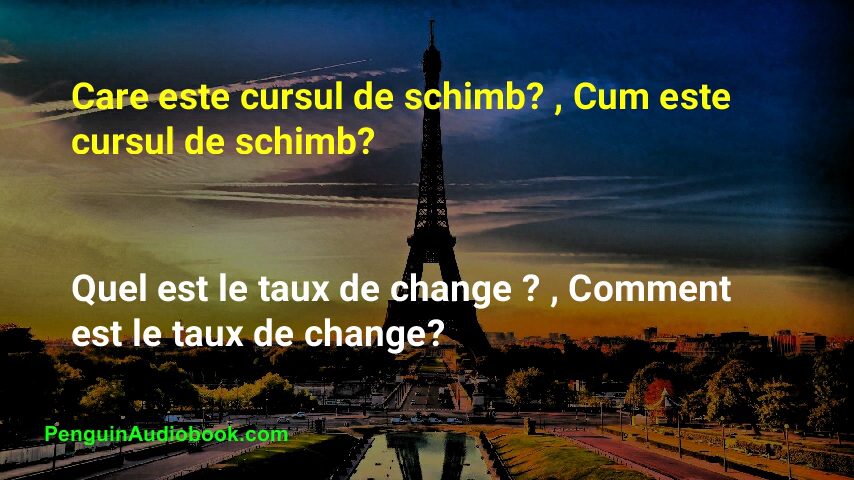 Care este cursul de schimb? , Cum este
cursul de schimb?
Quel est le taux de change ? , Comment
est le taux de change?
PenguinAudiobook.com